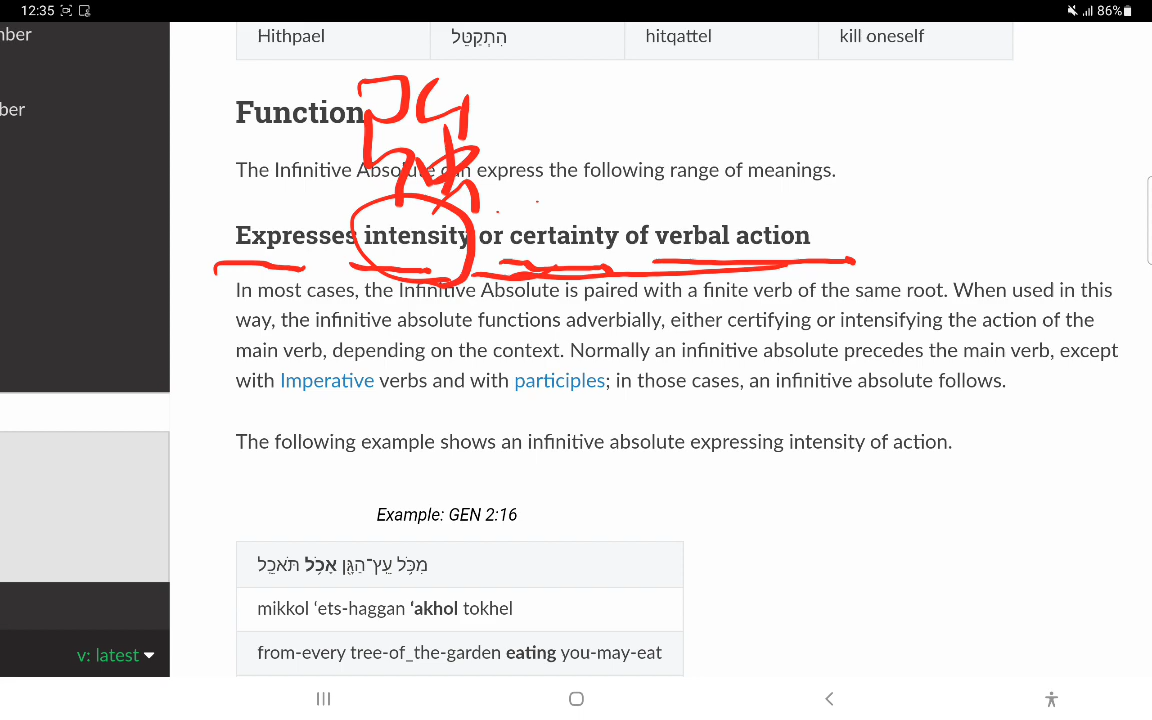 12:35 86%
nber
ber
Hithpael הִתְקַטֵּל hitqattel kill oneself
Function
The Infinitive Absolute can express the following range of meanings.
Expresses intensity or certainty of verbal action
In most cases, the Infinitive Absolute is paired with a finite verb of the same root. When used in this
way, the infinitive absolute functions adverbially, either certifying or intensifying the action of the
main verb, depending on the context. Normally an infinitive absolute precedes the main verb, except
with Imperative verbs and with participles; in those cases, an infinitive absolute follows.
The following example shows an infinitive absolute expressing intensity of action.
Example: GEN 2:16
מִכֹּ֥ל עֵֽץ־הַגָּ֖ן אָכֹ֥ל תֹּאכֵֽל
mikkol ‘ets-haggan ‘akhol tokhel
from-every tree-of_the-garden eating you-may-eat
v: latest